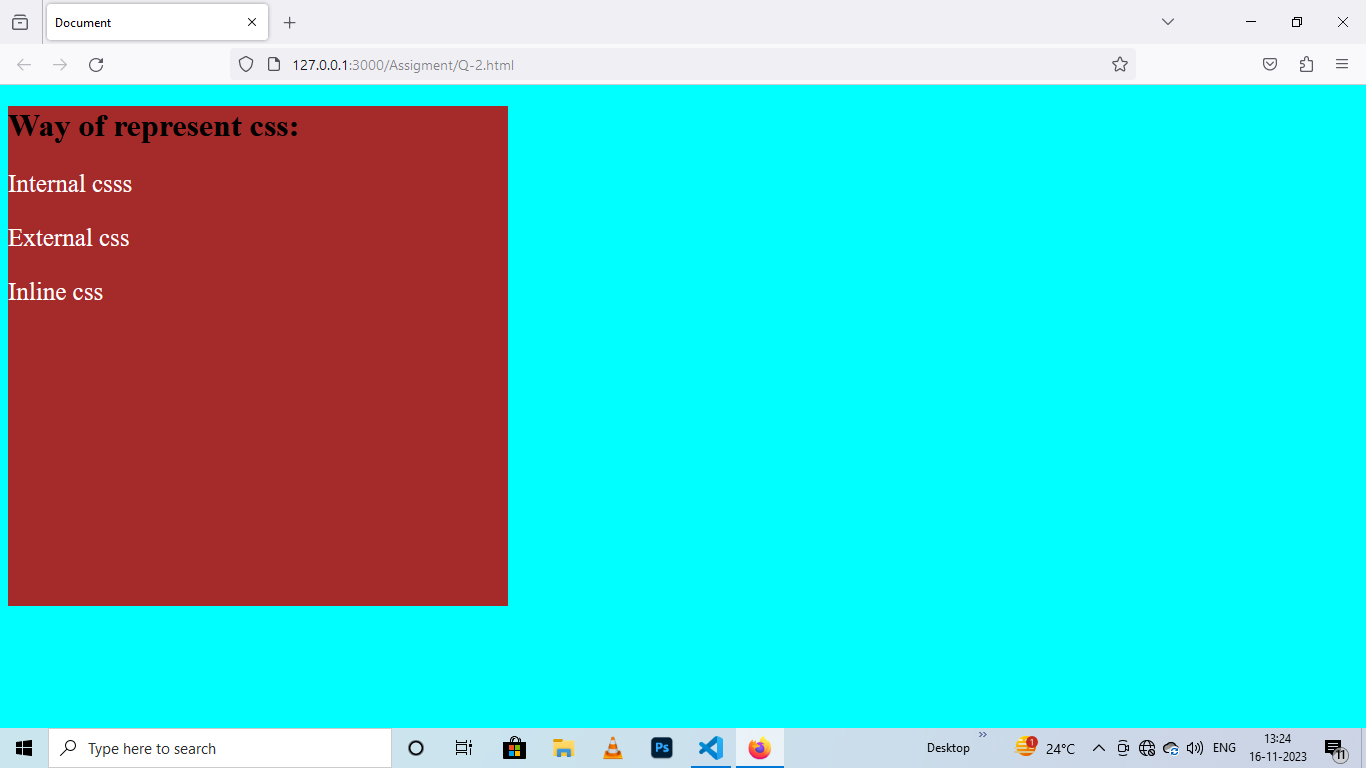 Document
127.0.0.1:3000/Assigment/Q-2.html
Way of represent css:
Internal csss
External css
Inline css
Type here to search
Ps
Desktop
1
24°C
ENG
13:24
16-11-2023
11